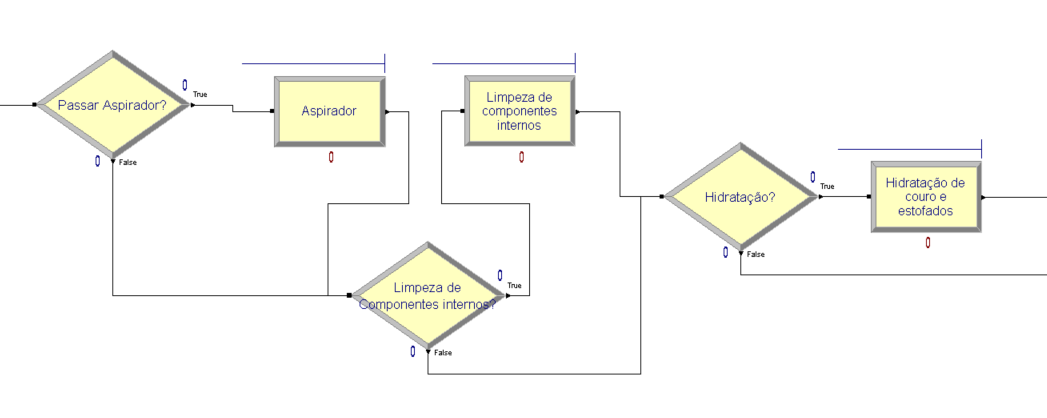 Passar Aspirador?
0
True
0
False
Aspirador
0
Limpeza de
componentes
internos
0
Limpeza de
Componentes internos?
0
True
0
False
Hidratação?
0
True
0
False
Hidratação de
couro e
estofados
0